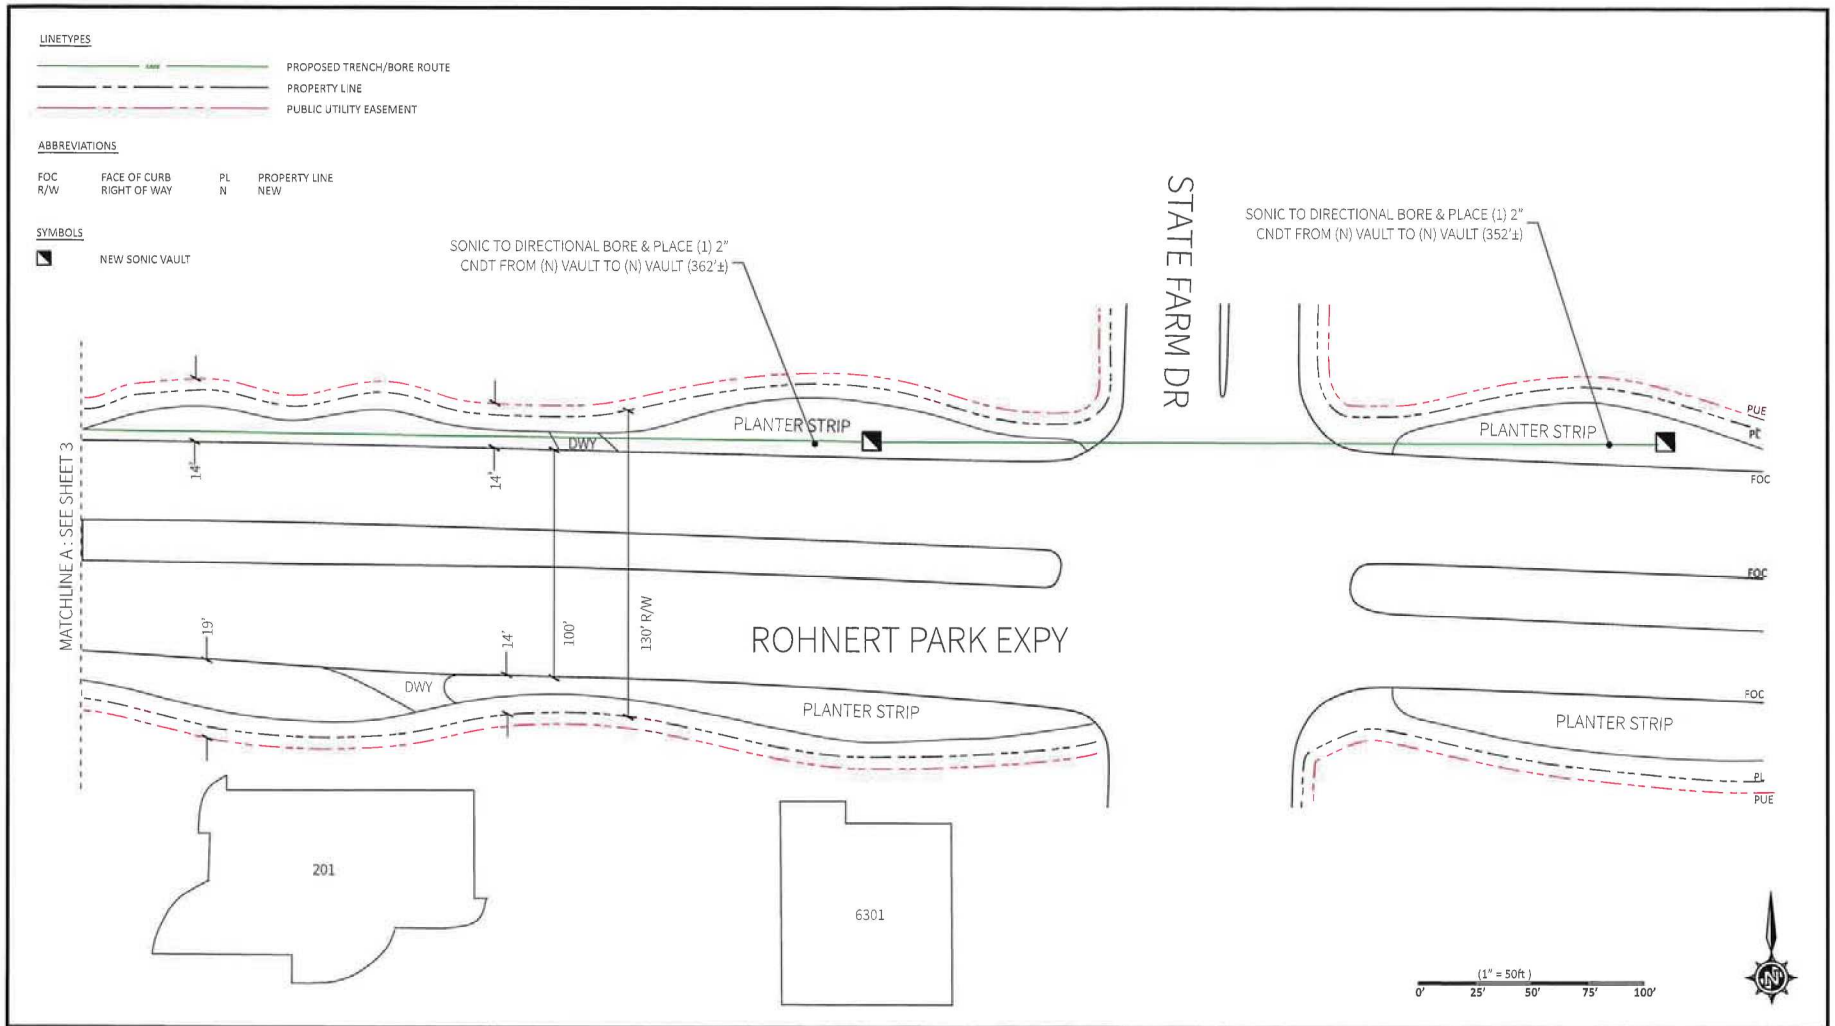 LINETYPES
PROPOSED TRENCH/BORE ROUTE
PROPERTY LINE
PUBLIC UTILITY EASEMENT
ABBREVIATIONS
FOC FACE OF CURB PL PROPERTY LINE
R/W RIGHT OF WAY N NEW
SYMBOLS
NEW SONIC VAULT
SONIC TO DIRECTIONAL BORE & PLACE (1) 2"
CNDT FROM (N) VAULT TO (N) VAULT (362'±)
STATE FARM DR
SONIC TO DIRECTIONAL BORE & PLACE (1) 2"
CNDT FROM (N) VAULT TO (N) VAULT (352'±)
MATCHLINE A : SEE SHEET 3
14'
14'
DWY
PLANTER STRIP
PLANTER STRIP
PUE
PL
FOC
FOC
19'
14'
100'
130' R/W
ROHNERT PARK EXPY
DWY
PLANTER STRIP
FOC
PLANTER STRIP
PL
PUE
201
6301
(1" = 50ft )
0' 25' 50' 75' 100'
N